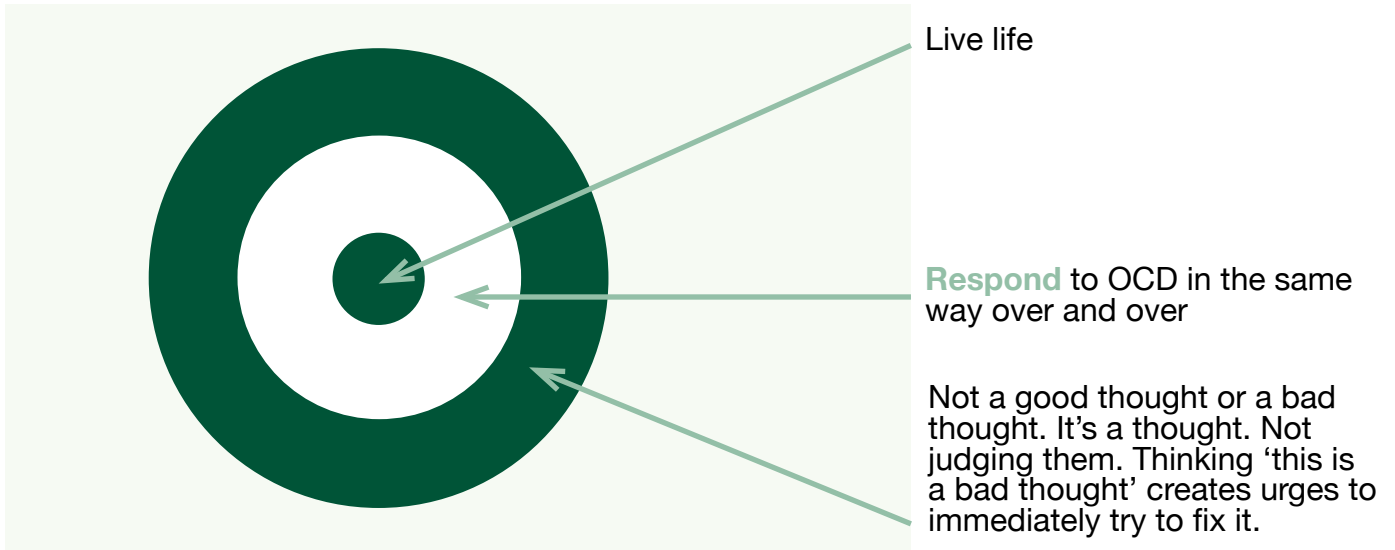 Live life
Respond to OCD in the same
way over and over
Not a good thought or a bad
thought. It’s a thought. Not
judging them. Thinking ‘this is
a bad thought’ creates urges to
immediately try to fix it.